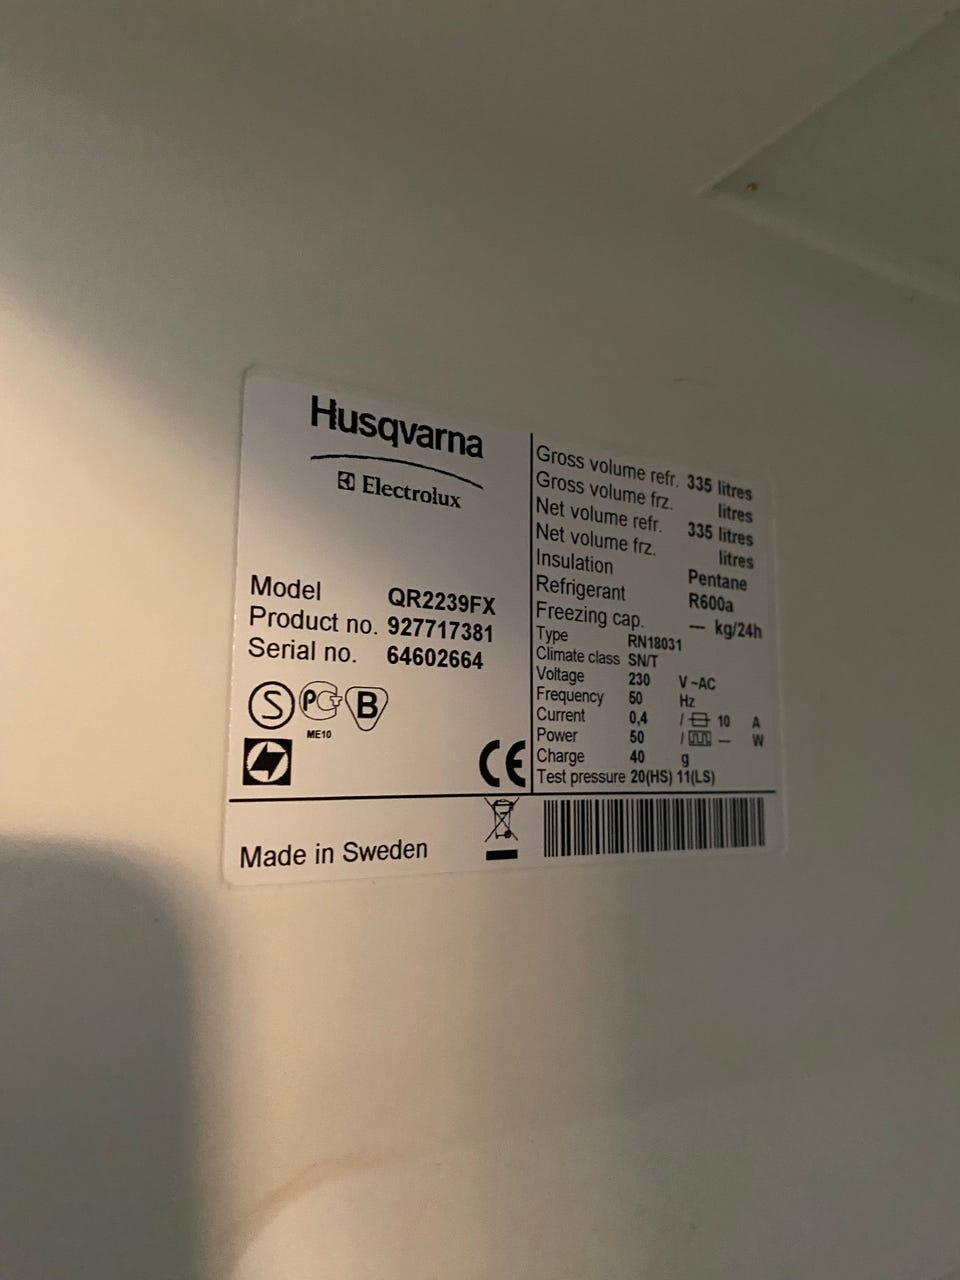 Husqvarna
Electrolux
Model QR2239FX
Product no. 927717381
Serial no. 64602664
S PCT B
ME10
CE
Made in Sweden
Gross volume refr. 335 litres
Gross volume frz. litres
Net volume refr. 335 litres
Net volume frz. litres
Insulation Pentane
Refrigerant R600a
Freezing cap. — kg/24h
Type RN18031
Climate class SN/T
Voltage 230 V ~AC
Frequency 50 Hz
Current 0,4 / 10 A
Power 50 / — W
Charge 40 g
Test pressure 20(HS) 11(LS)